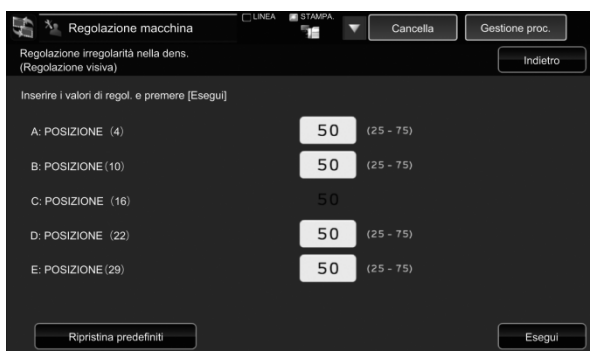 Regolazione macchina
LINEA
STAMPA.
Cancella
Gestione proc.
Regolazione irregolarità nella dens.
(Regolazione visiva)
Indietro
Inserire i valori di regol. e premere [Esegui]
A: POSIZIONE (4) 50 (25 - 75)
B: POSIZIONE(10) 50 (25 - 75)
C: POSIZIONE (16) 50
D: POSIZIONE (22) 50 (25 - 75)
E: POSIZIONE(29) 50 (25 - 75)
Ripristina predefiniti
Esegui